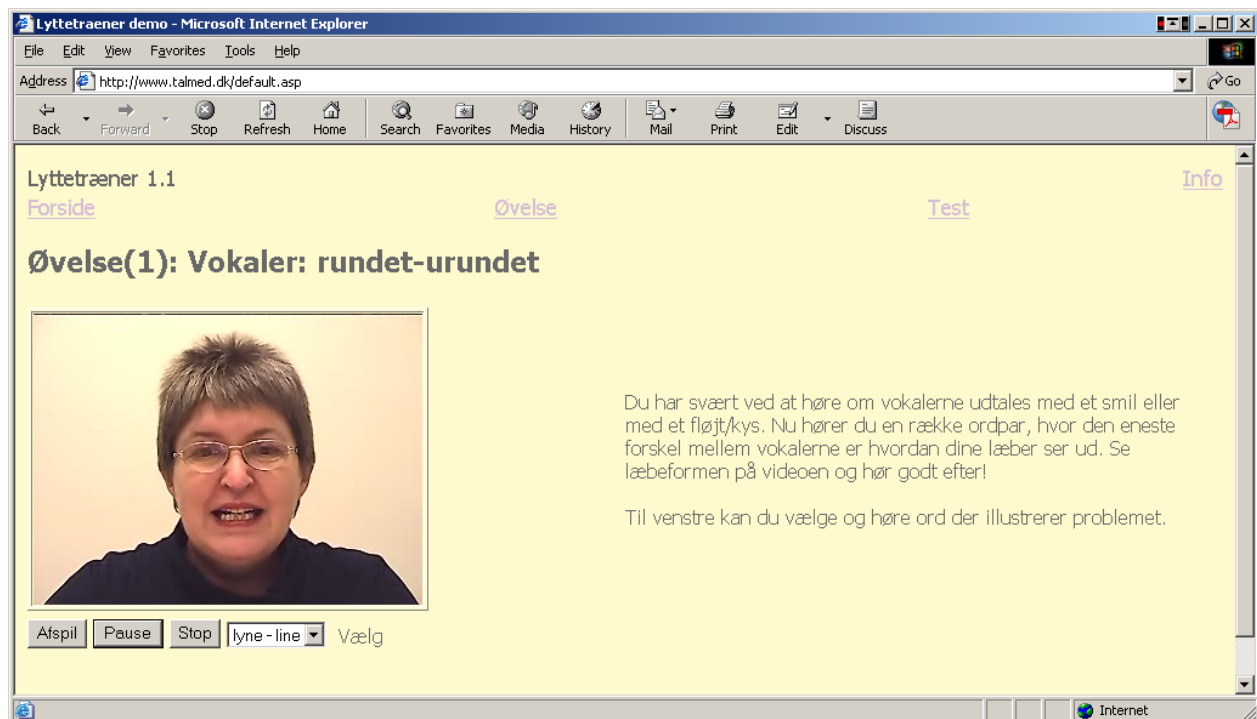 Lyttetraener demo - Microsoft Internet Explorer
File Edit View Favorites Tools Help
Address http://www.talmed.dk/default.asp Go
Back Forward Stop Refresh Home Search Favorites Media History Mail Print Edit Discuss
Lyttetræner 1.1 Info
Forside Øvelse Test
Øvelse(1): Vokaler: rundet-urundet
Du har svært ved at høre om vokalerne udtales med et smil eller
med et fløjt/kys. Nu hører du en række ordpar, hvor den eneste
forskel mellem vokalerne er hvordan dine læber ser ud. Se
læbeformen på videoen og hør godt efter!
Til venstre kan du vælge og høre ord der illustrerer problemet.
Afspil Pause Stop lyne - line Vælg
Internet